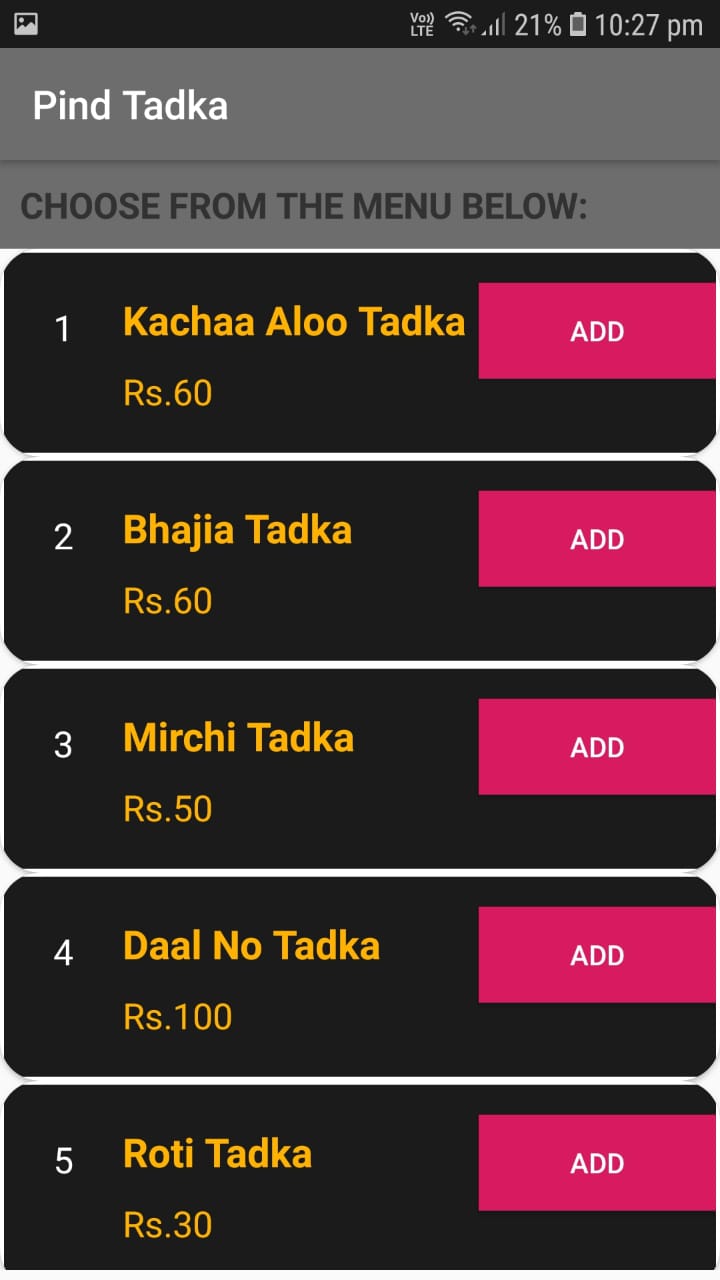 Vo)) LTE 21% 10:27 pm
Pind Tadka
CHOOSE FROM THE MENU BELOW:
1 Kachaa Aloo Tadka ADD
Rs.60
2 Bhajia Tadka ADD
Rs.60
3 Mirchi Tadka ADD
Rs.50
4 Daal No Tadka ADD
Rs.100
5 Roti Tadka ADD
Rs.30